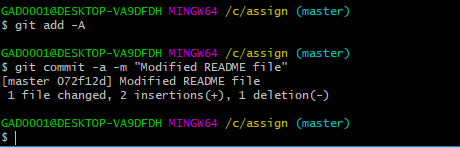 GAD0001@DESKTOP-VA9DFDH MINGW64 /c/assign (master)
$ git add -A
GAD0001@DESKTOP-VA9DFDH MINGW64 /c/assign (master)
$ git commit -a -m "Modified README file"
[master 072f12d] Modified README file
 1 file changed, 2 insertions(+), 1 deletion(-)
GAD0001@DESKTOP-VA9DFDH MINGW64 /c/assign (master)
$